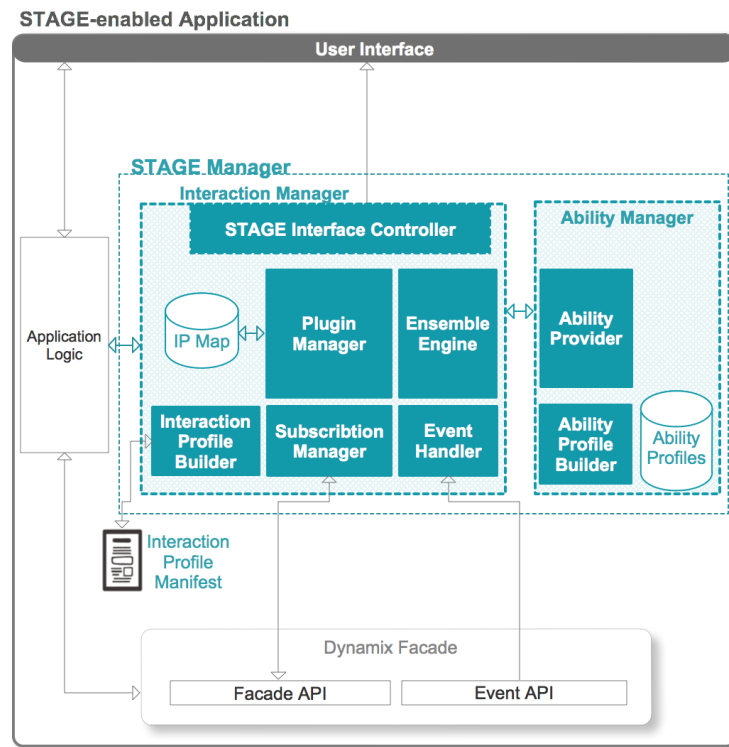 STAGE-enabled Application
User Interface
STAGE Manager
Interaction Manager
STAGE Interface Controller
Ability Manager
Application
Logic
IP Map
Plugin
Manager
Ensemble
Engine
Ability
Provider
Interaction
Profile
Builder
Subscribtion
Manager
Event
Handler
Ability
Profile
Builder
Ability
Profiles
Interaction
Profile
Manifest
Dynamix Facade
Facade API
Event API